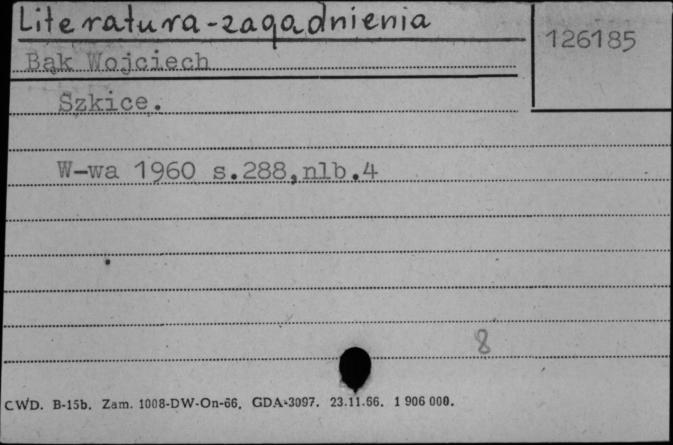 Literatura-zagadnienia
126185
Bąk Wojciech
Szkice.
W-wa 1960 s.288,nlb.4
8
CWD. B-15b. Zam. 1008-DW-On-66. GDA-3097. 23.11.66. 1 906 000.